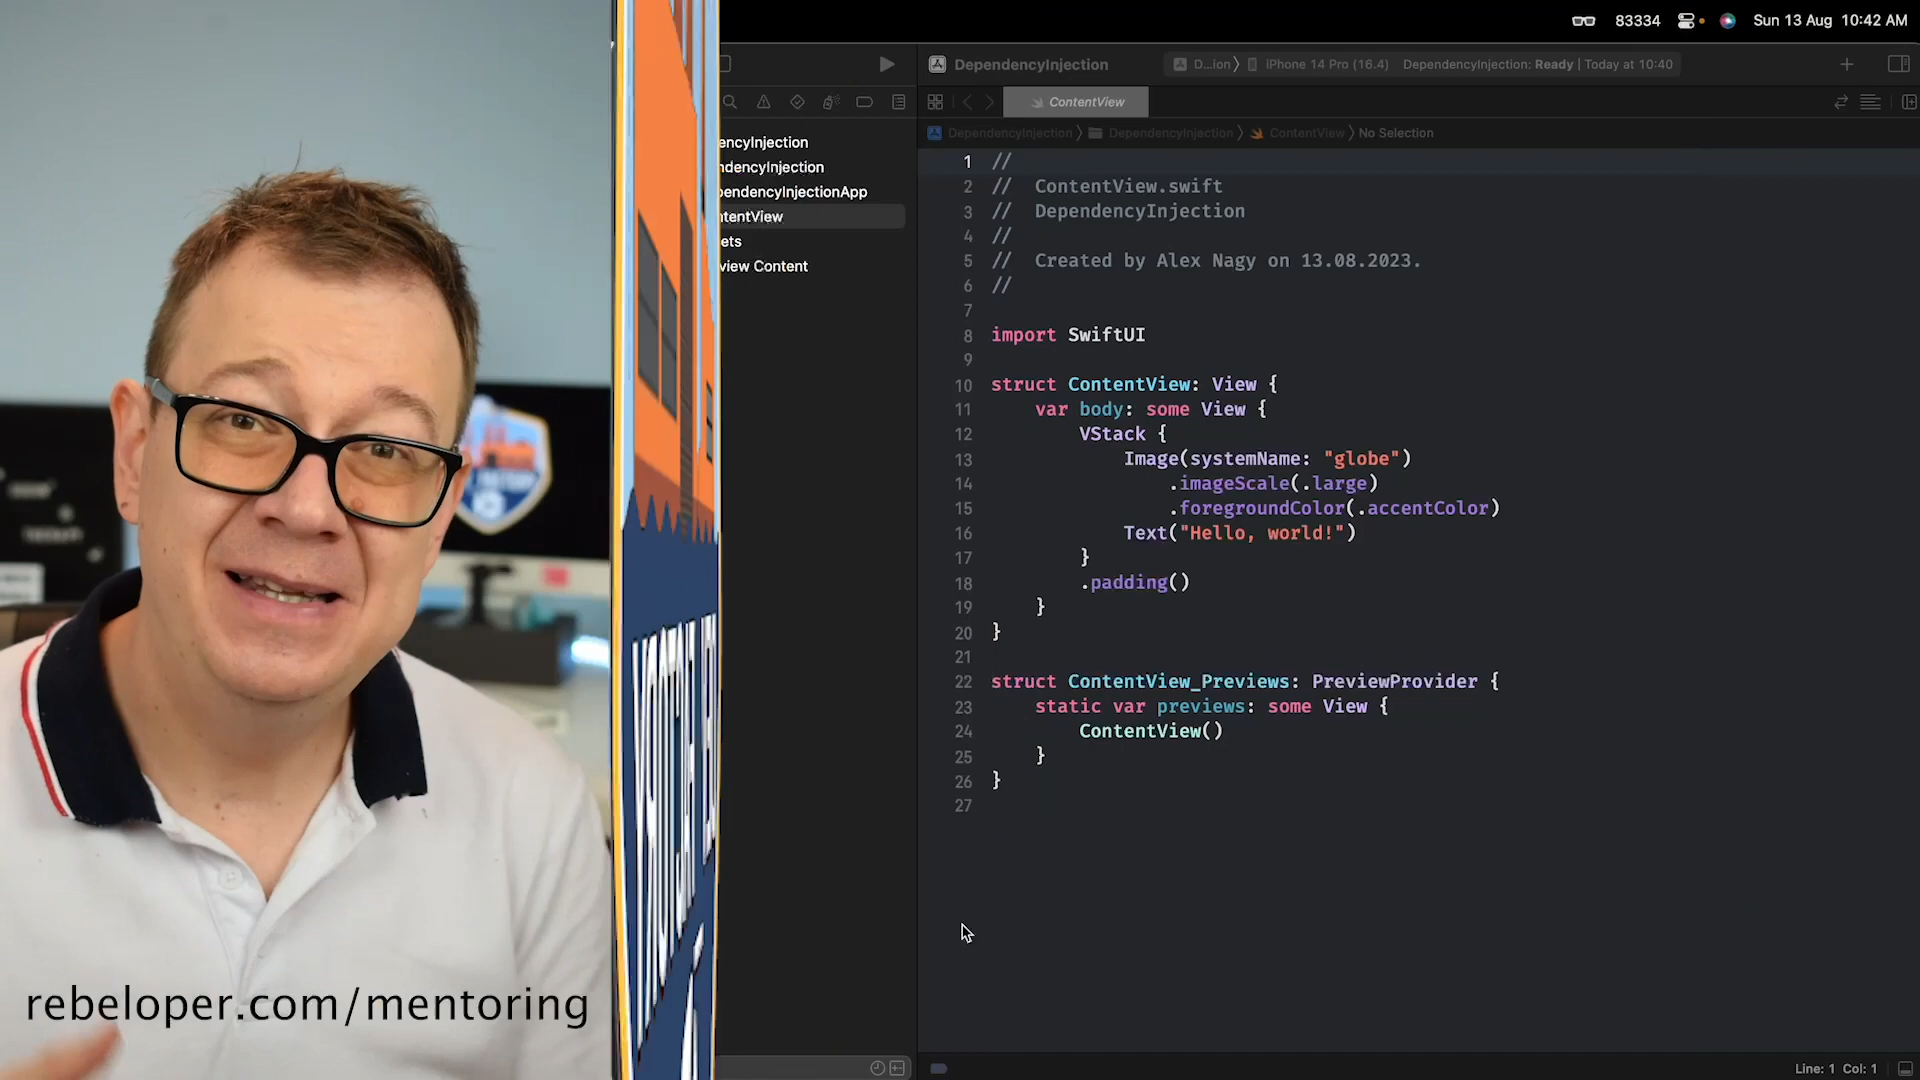 83334
Sun 13 Aug 10:42 AM
DependencyInjection
D...ion
iPhone 14 Pro (16.4)
DependencyInjection: Ready | Today at 10:40
ContentView
DependencyInjection
DependencyInjection
ContentView
No Selection
encyInjection
ndencyInjection
pendencyInjectionApp
ntentView
ets
view Content
1 //
2 // ContentView.swift
3 // DependencyInjection
4 //
5 // Created by Alex Nagy on 13.08.2023.
6 //
7
8 import SwiftUI
9
10 struct ContentView: View {
11 var body: some View {
12 VStack {
13 Image(systemName: "globe")
14 .imageScale(.large)
15 .foregroundColor(.accentColor)
16 Text("Hello, world!")
17 }
18 .padding()
19 }
20 }
21
22 struct ContentView_Previews: PreviewProvider {
23 static var previews: some View {
24 ContentView()
25 }
26 }
27
Line: 1 Col: 1
rebeloper.com/mentoring